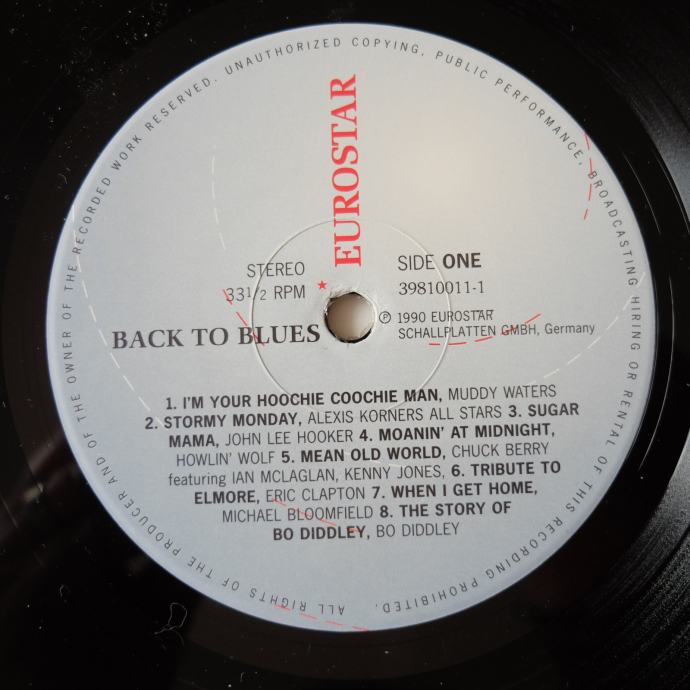 ALL RIGHTS OF THE PRODUCER AND OF THE OWNER OF THE RECORDED WORK RESERVED. UNAUTHORIZED COPYING, PUBLIC PERFORMANCE, BROADCASTING HIRING OR RENTAL OF THIS RECORDING PROHIBITED.
EUROSTAR
STEREO
33 1/2 RPM
SIDE ONE
39810011-1
℗ 1990 EUROSTAR
SCHALLPLATTEN GMBH, Germany
BACK TO BLUES
1. I'M YOUR HOOCHIE COOCHIE MAN, MUDDY WATERS
2. STORMY MONDAY, ALEXIS KORNERS ALL STARS 3. SUGAR
MAMA, JOHN LEE HOOKER 4. MOANIN' AT MIDNIGHT,
HOWLIN' WOLF 5. MEAN OLD WORLD, CHUCK BERRY
featuring IAN MCLAGLAN, KENNY JONES, 6. TRIBUTE TO
ELMORE, ERIC CLAPTON 7. WHEN I GET HOME,
MICHAEL BLOOMFIELD 8. THE STORY OF
BO DIDDLEY, BO DIDDLEY